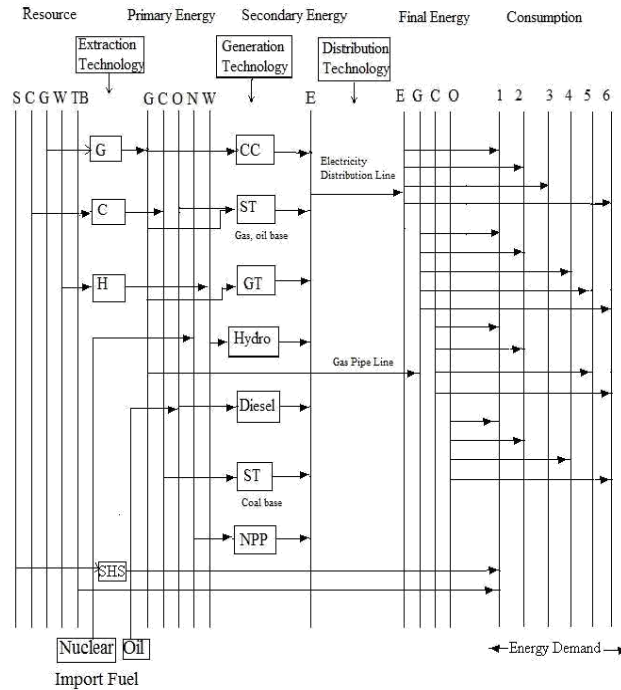 Resource Primary Energy Secondary Energy Final Energy Consumption
Extraction Technology
Generation Technology
Distribution Technology
S C G W T B G C O N W E E G C O 1 2 3 4 5 6
G CC
Electricity Distribution Line
C ST
Gas, oil base
H GT
Hydro
Gas Pipe Line
Diesel
ST
Coal base
NPP
SHS
Nuclear Oil
Energy Demand
Import Fuel